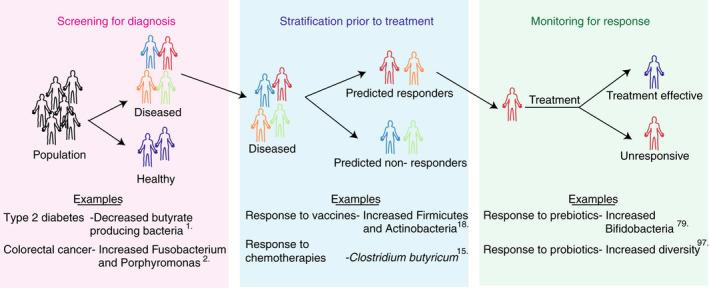 Screening for diagnosis
Population
Diseased
Healthy
Examples
Type 2 diabetes -Decreased butyrate
producing bacteria 1.
Colorectal cancer- Increased Fusobacterium
and Porphyromonas 2.
Stratification prior to treatment
Diseased
Predicted responders
Predicted non- responders
Examples
Response to vaccines- Increased Firmicutes
and Actinobacteria 18.
Response to
chemotherapies -Clostridium butyricum 15.
Monitoring for response
Treatment
Treatment effective
Unresponsive
Examples
Response to prebiotics- Increased
Bifidobacteria 79.
Response to probiotics- Increased diversity 97.